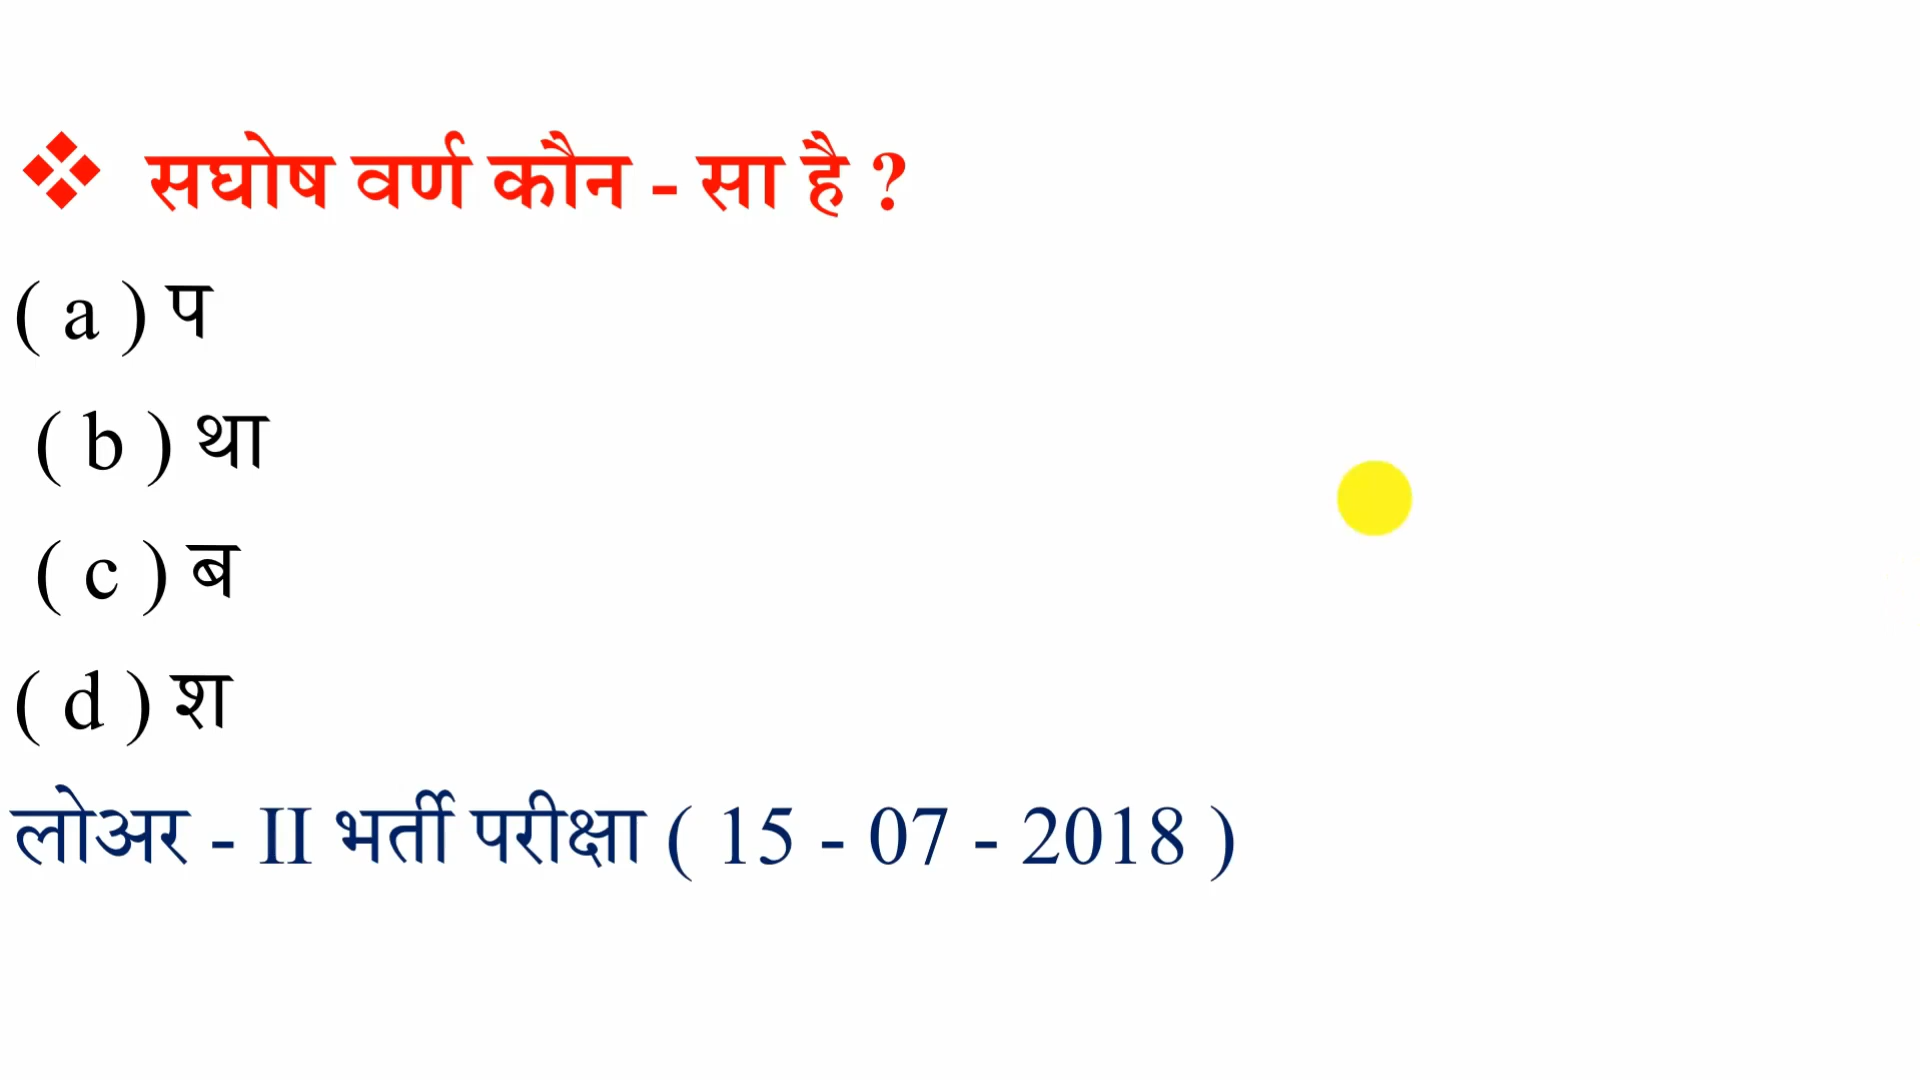 ❖ सघोष वर्ण कौन - सा है ?
( a ) प
( b ) था
( c ) ब
( d ) श
लोअर - II भर्ती परीक्षा ( 15 - 07 - 2018 )